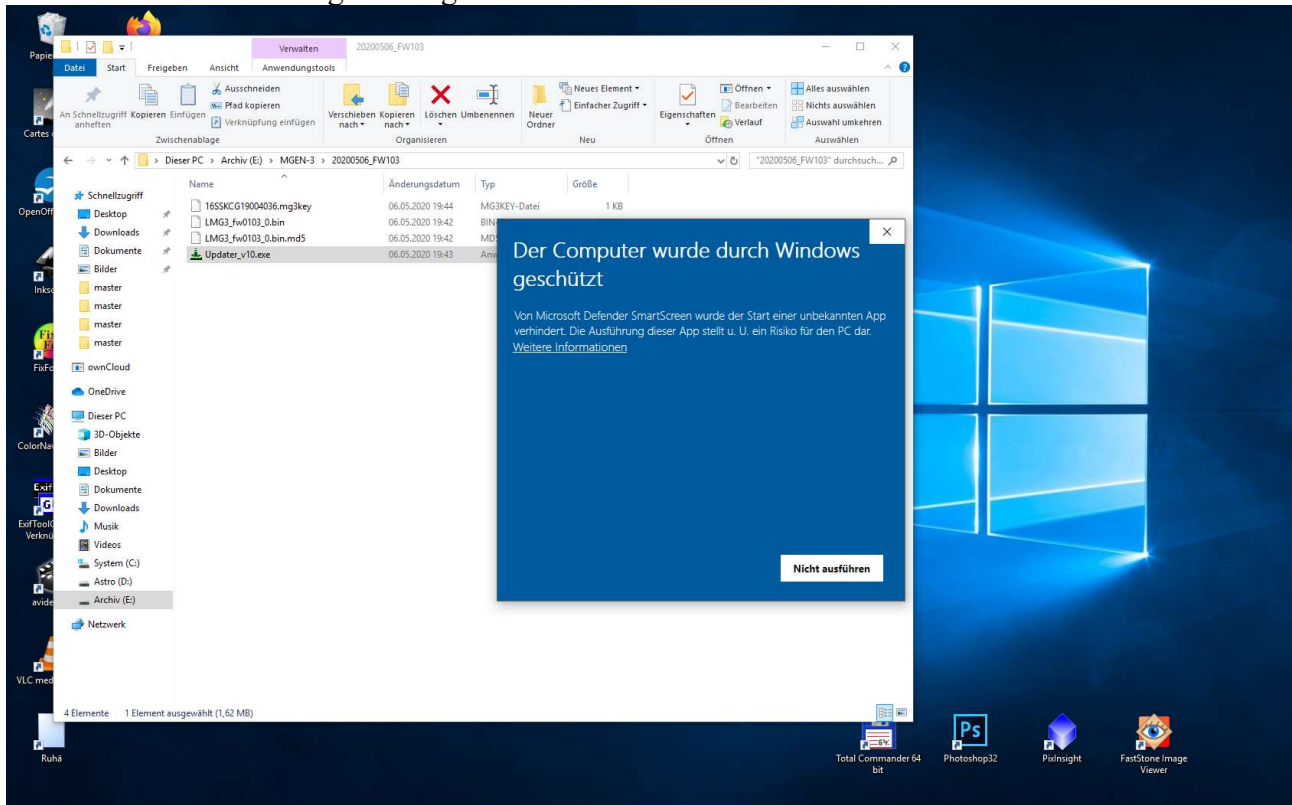 Verwalten
20200506_FW103
Datei Start Freigeben Ansicht Anwendungstools
An Schnellzugriff anheften
Kopieren
Einfügen
Ausschneiden
Pfad kopieren
Verknüpfung einfügen
Verschieben nach
Kopieren nach
Löschen
Umbenennen
Neuer Ordner
Neues Element
Einfacher Zugriff
Eigenschaften
Öffnen
Bearbeiten
Verlauf
Alles auswählen
Nichts auswählen
Auswahl umkehren
Zwischenablage Organisieren Neu Öffnen Auswählen
Dieser PC > Archiv (E:) > MGEN-3 > 20200506_FW103
"20200506_FW103" durchsuch...
Name Änderungsdatum Typ Größe
16SSKCG19004036.mg3key 06.05.2020 19:44 MG3KEY-Datei 1 KB
LMG3_fw0103_0.bin 06.05.2020 19:42
LMG3_fw0103_0.bin.md5 06.05.2020 19:42
Updater_v10.exe 06.05.2020 19:43
Schnellzugriff
Desktop
Downloads
Dokumente
Bilder
master
master
master
master
ownCloud
OneDrive
Dieser PC
3D-Objekte
Bilder
Desktop
Dokumente
Downloads
Musik
Videos
System (C:)
Astro (D:)
Archiv (E:)
Netzwerk
Der Computer wurde durch Windows
geschützt
Von Microsoft Defender SmartScreen wurde der Start einer unbekannten App
verhindert. Die Ausführung dieser App stellt u. U. ein Risiko für den PC dar.
Weitere Informationen
Nicht ausführen
4 Elemente 1 Element ausgewählt (1,62 MB)
Papie
Cartes
OpenOff
Inksc
FixFo
ColorNav
Exif
Verknü
avide
VLC med
Ruhä
Total Commander 64
bit
Ps
Photoshop32
PixInsight
FastStone Image
Viewer